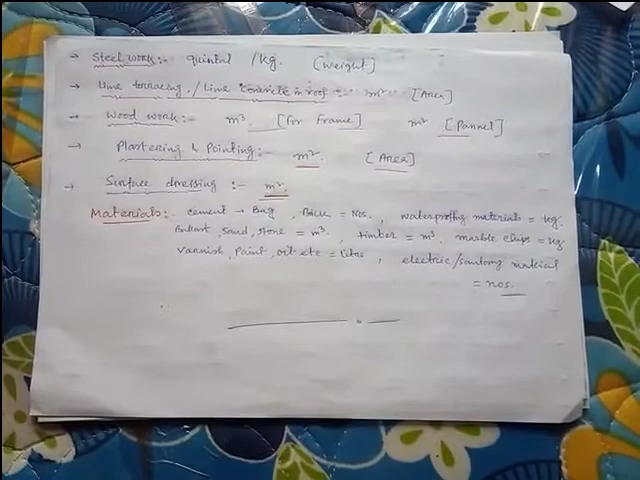 → Steel work:- quintal /kg. [Weight]
→ Lime terracing / Lime Concrete in roof :- m² [Area]
→ Wood work:- m³ [For Frame] m² [Pannel]
→ Plastering & Pointing:- m² [Area]
→ Surface dressing :- m²
Materials:- cement → Bag, Brick = Nos., waterproofing materials = kg.
Ballast, sand, stone = m³, timber = m³. marble chips = kg
Varnish, Paint, oil etc = litre, electric/sanitary material
= nos.